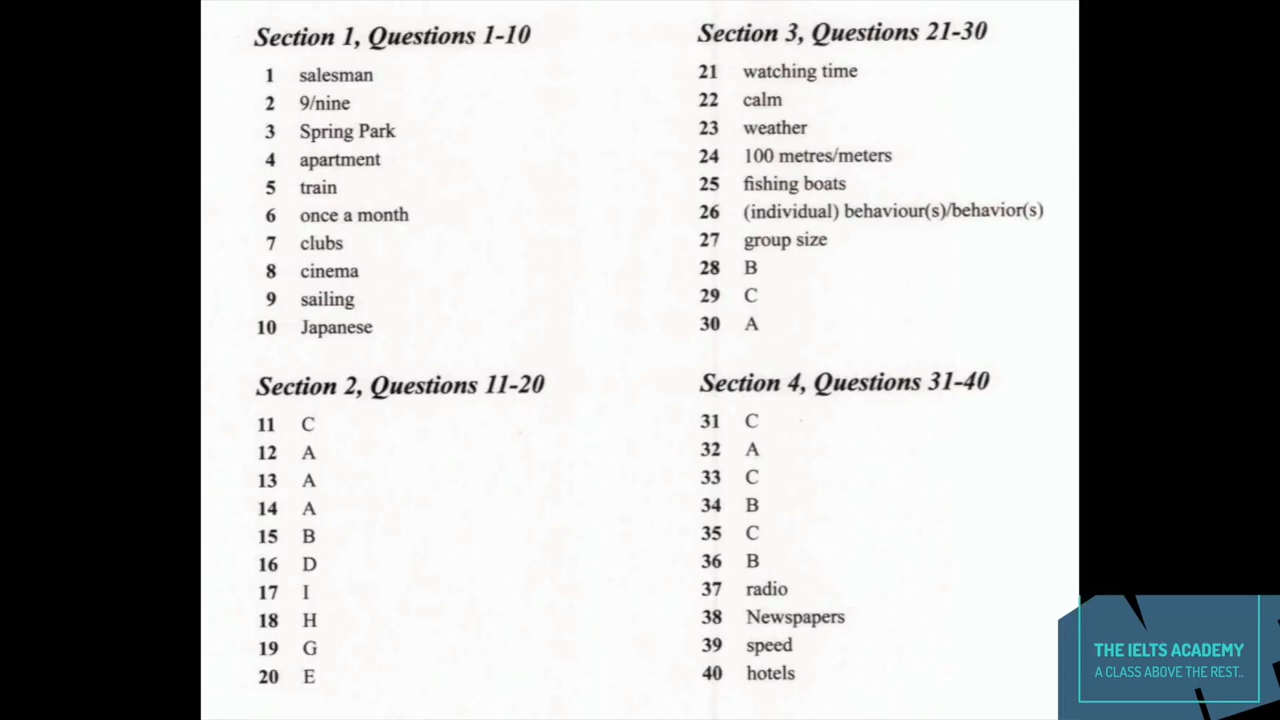 Section 1, Questions 1-10
1 salesman
2 9/nine
3 Spring Park
4 apartment
5 train
6 once a month
7 clubs
8 cinema
9 sailing
10 Japanese
Section 2, Questions 11-20
11 C
12 A
13 A
14 A
15 B
16 D
17 I
18 H
19 G
20 E
Section 3, Questions 21-30
21 watching time
22 calm
23 weather
24 100 metres/meters
25 fishing boats
26 (individual) behaviour(s)/behavior(s)
27 group size
28 B
29 C
30 A
Section 4, Questions 31-40
31 C
32 A
33 C
34 B
35 C
36 B
37 radio
38 Newspapers
39 speed
40 hotels
THE IELTS ACADEMY
A CLASS ABOVE THE REST..